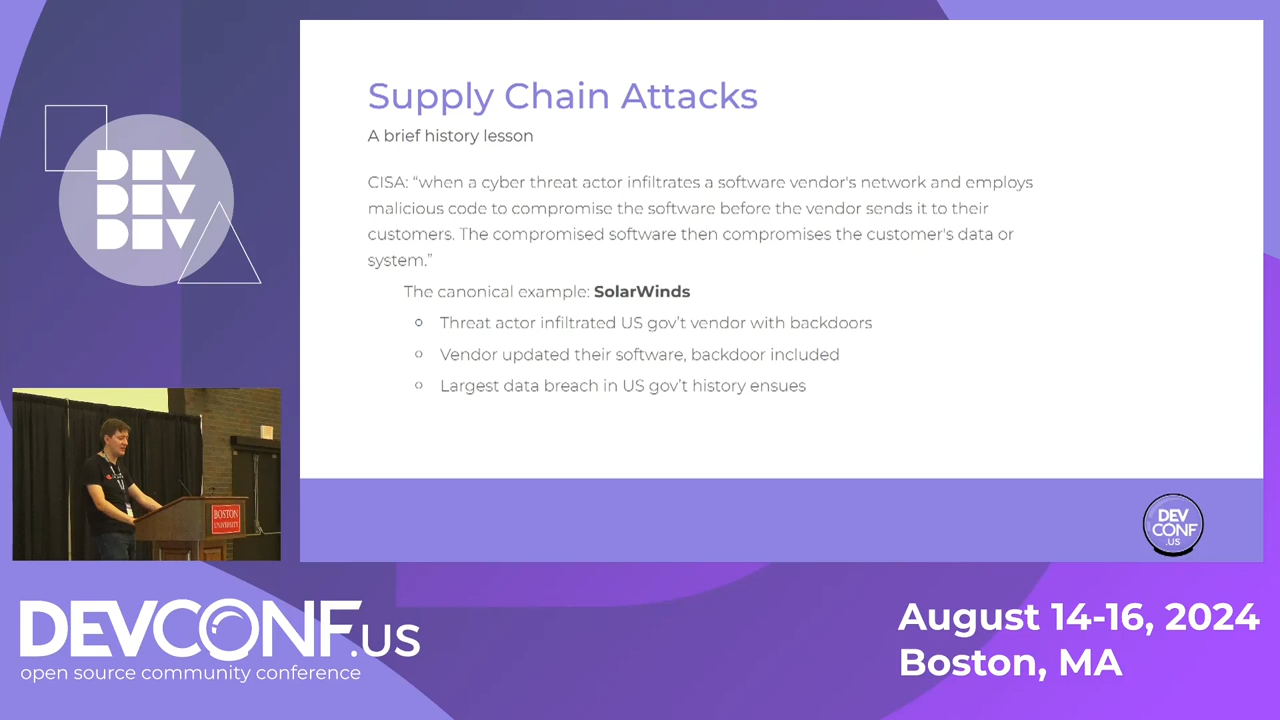 DEV
DEV
DEV
Supply Chain Attacks
A brief history lesson
CISA: “when a cyber threat actor infiltrates a software vendor's network and employs
malicious code to compromise the software before the vendor sends it to their
customers. The compromised software then compromises the customer's data or
system.”
The canonical example: SolarWinds
Threat actor infiltrated US gov’t vendor with backdoors
Vendor updated their software, backdoor included
Largest data breach in US gov’t history ensues
DEV
CONF
.US
BOSTON
UNIVERSITY
DEVCONF.US
open source community conference
August 14-16, 2024
Boston, MA